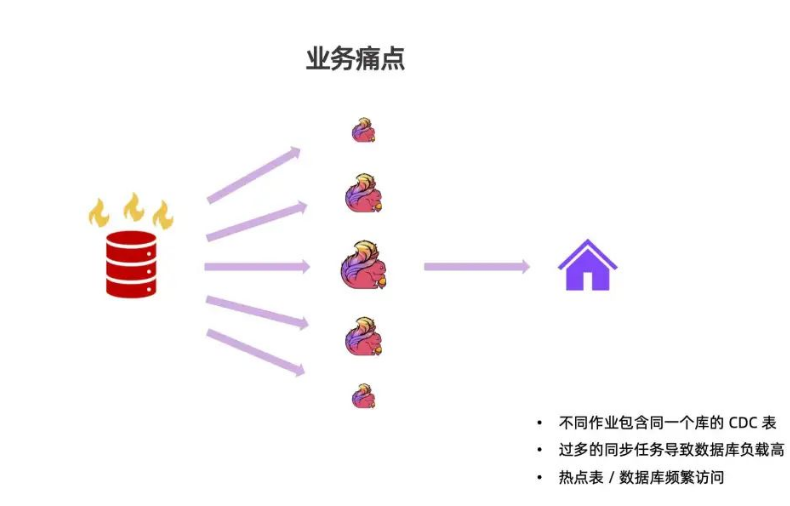 业务痛点
• 不同作业包含同一个库的 CDC 表
• 过多的同步任务导致数据库负载高
• 热点表 / 数据库频繁访问